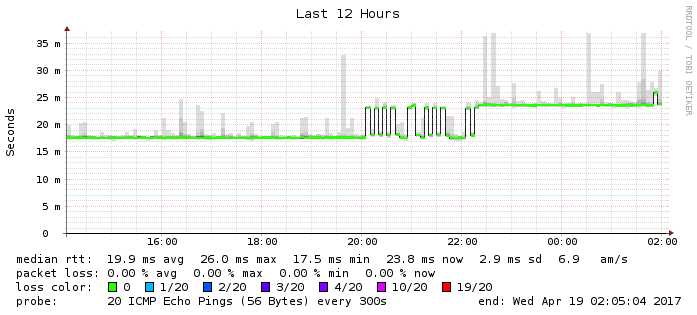 Last 12 Hours
RRDTOOL / TOBI OETIKER
Seconds
35 m
30 m
25 m
20 m
15 m
10 m
5 m
0
16:00 18:00 20:00 22:00 00:00 02:00
median rtt: 19.9 ms avg 26.0 ms max 17.5 ms min 23.8 ms now 2.9 ms sd 6.9 am/s
packet loss: 0.00 % avg 0.00 % max 0.00 % min 0.00 % now
loss color: 0 1/20 2/20 3/20 4/20 10/20 19/20
probe: 20 ICMP Echo Pings (56 Bytes) every 300s end: Wed Apr 19 02:05:04 2017